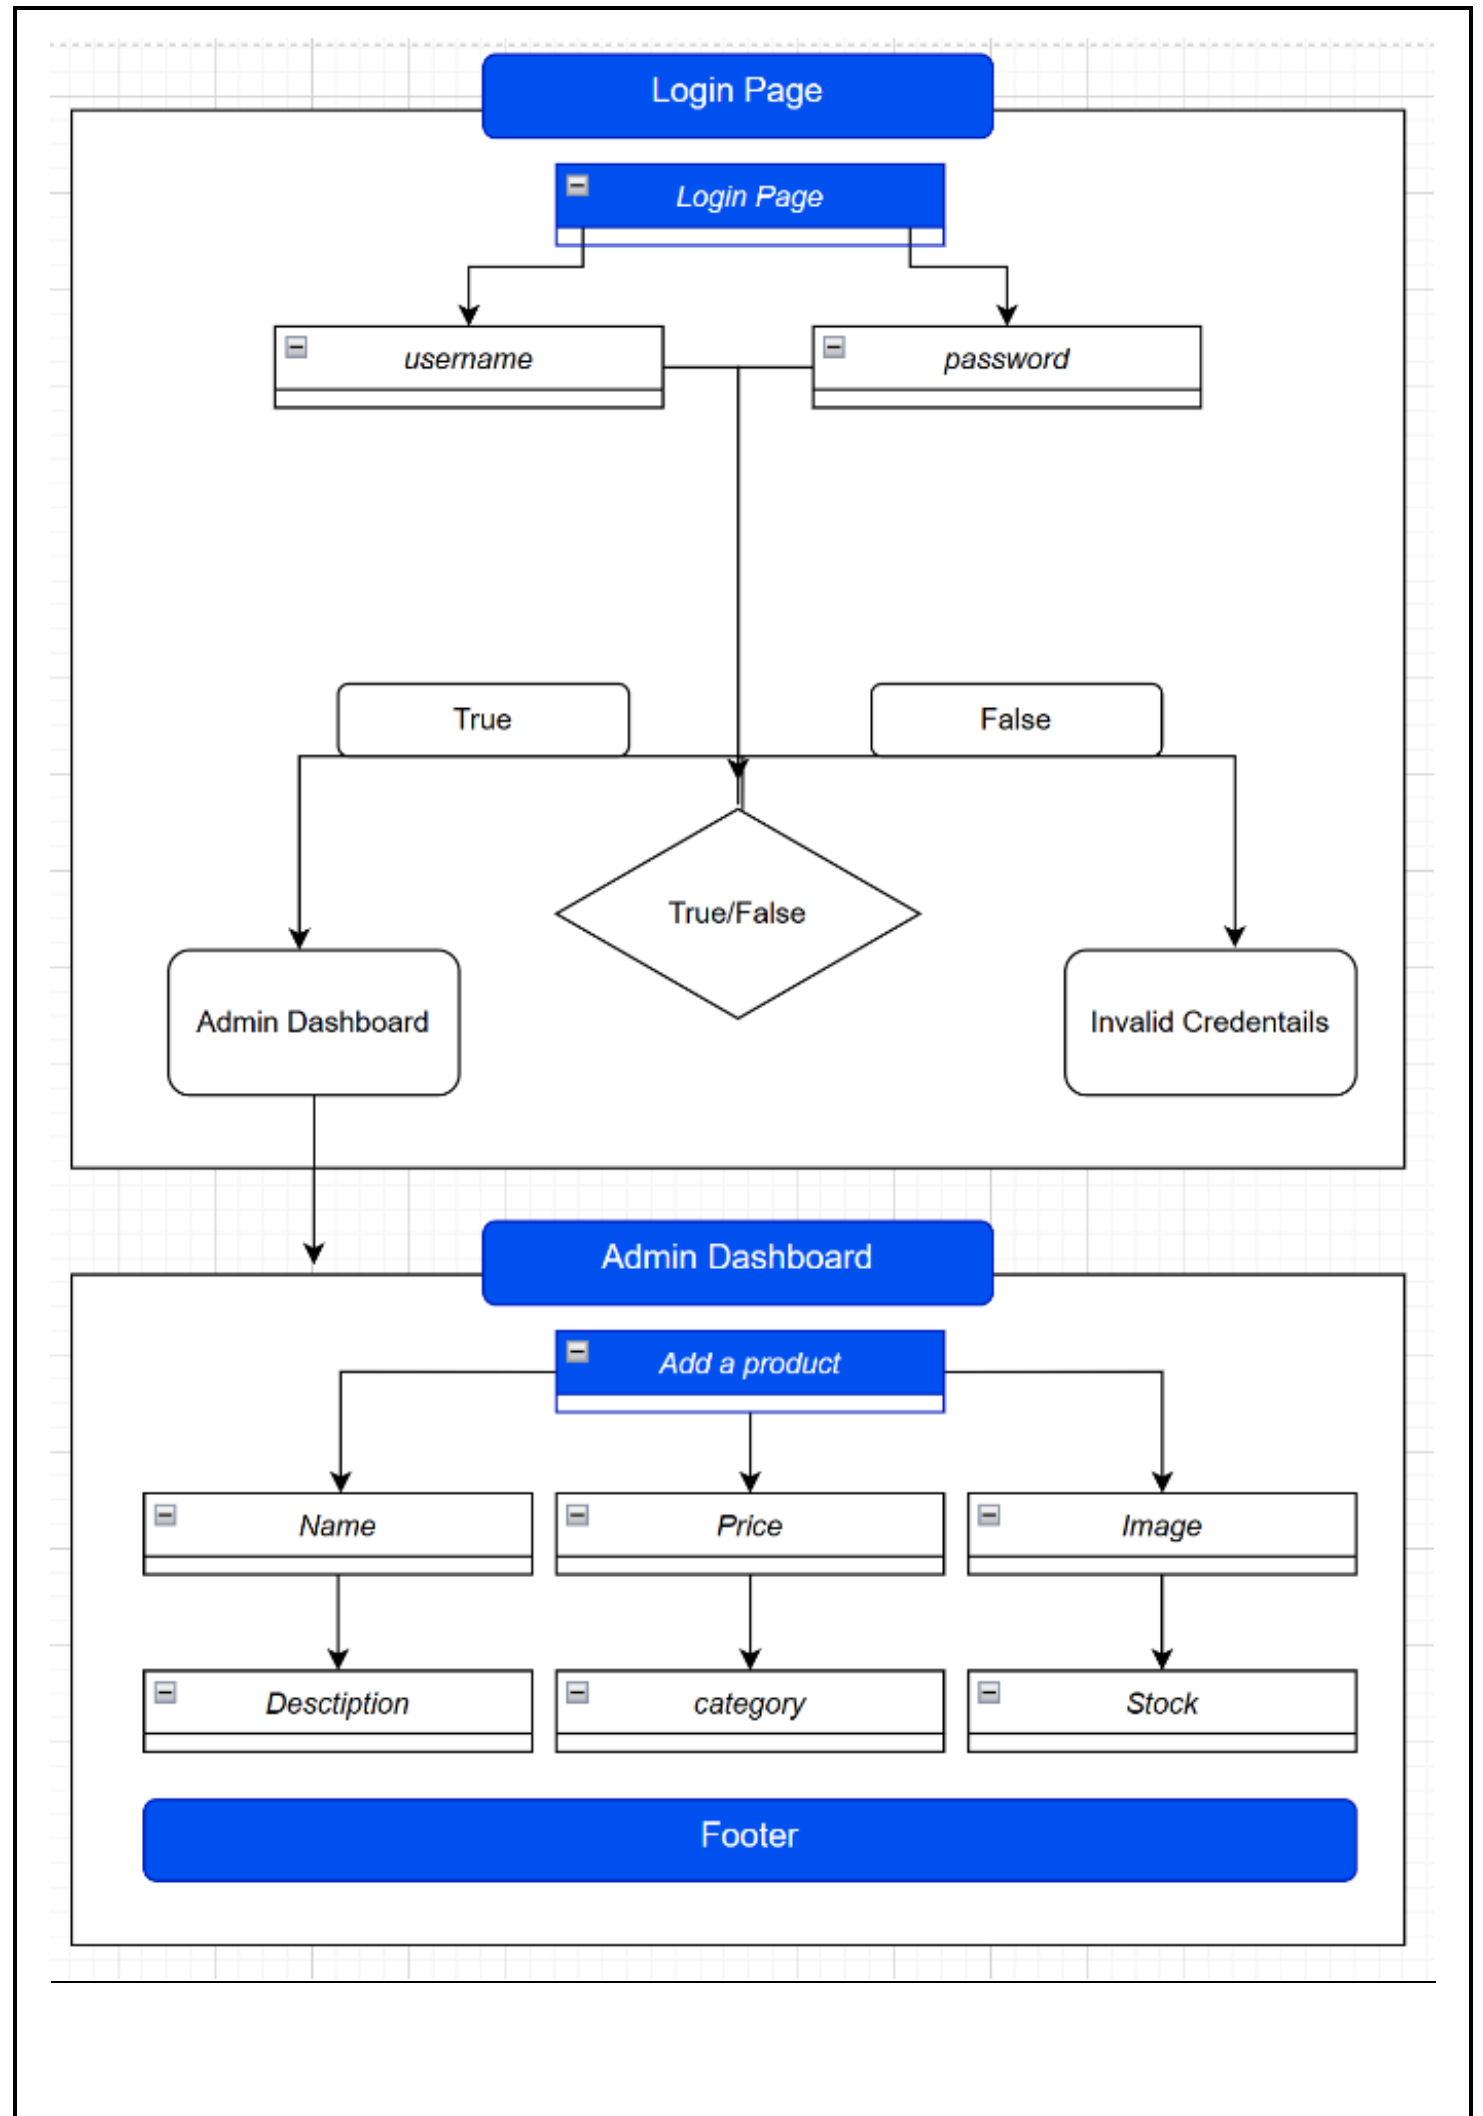 Login Page
Login Page
username
password
True
False
True/False
Admin Dashboard
Invalid Credentails
Admin Dashboard
Add a product
Name
Price
Image
Desctiption
category
Stock
Footer